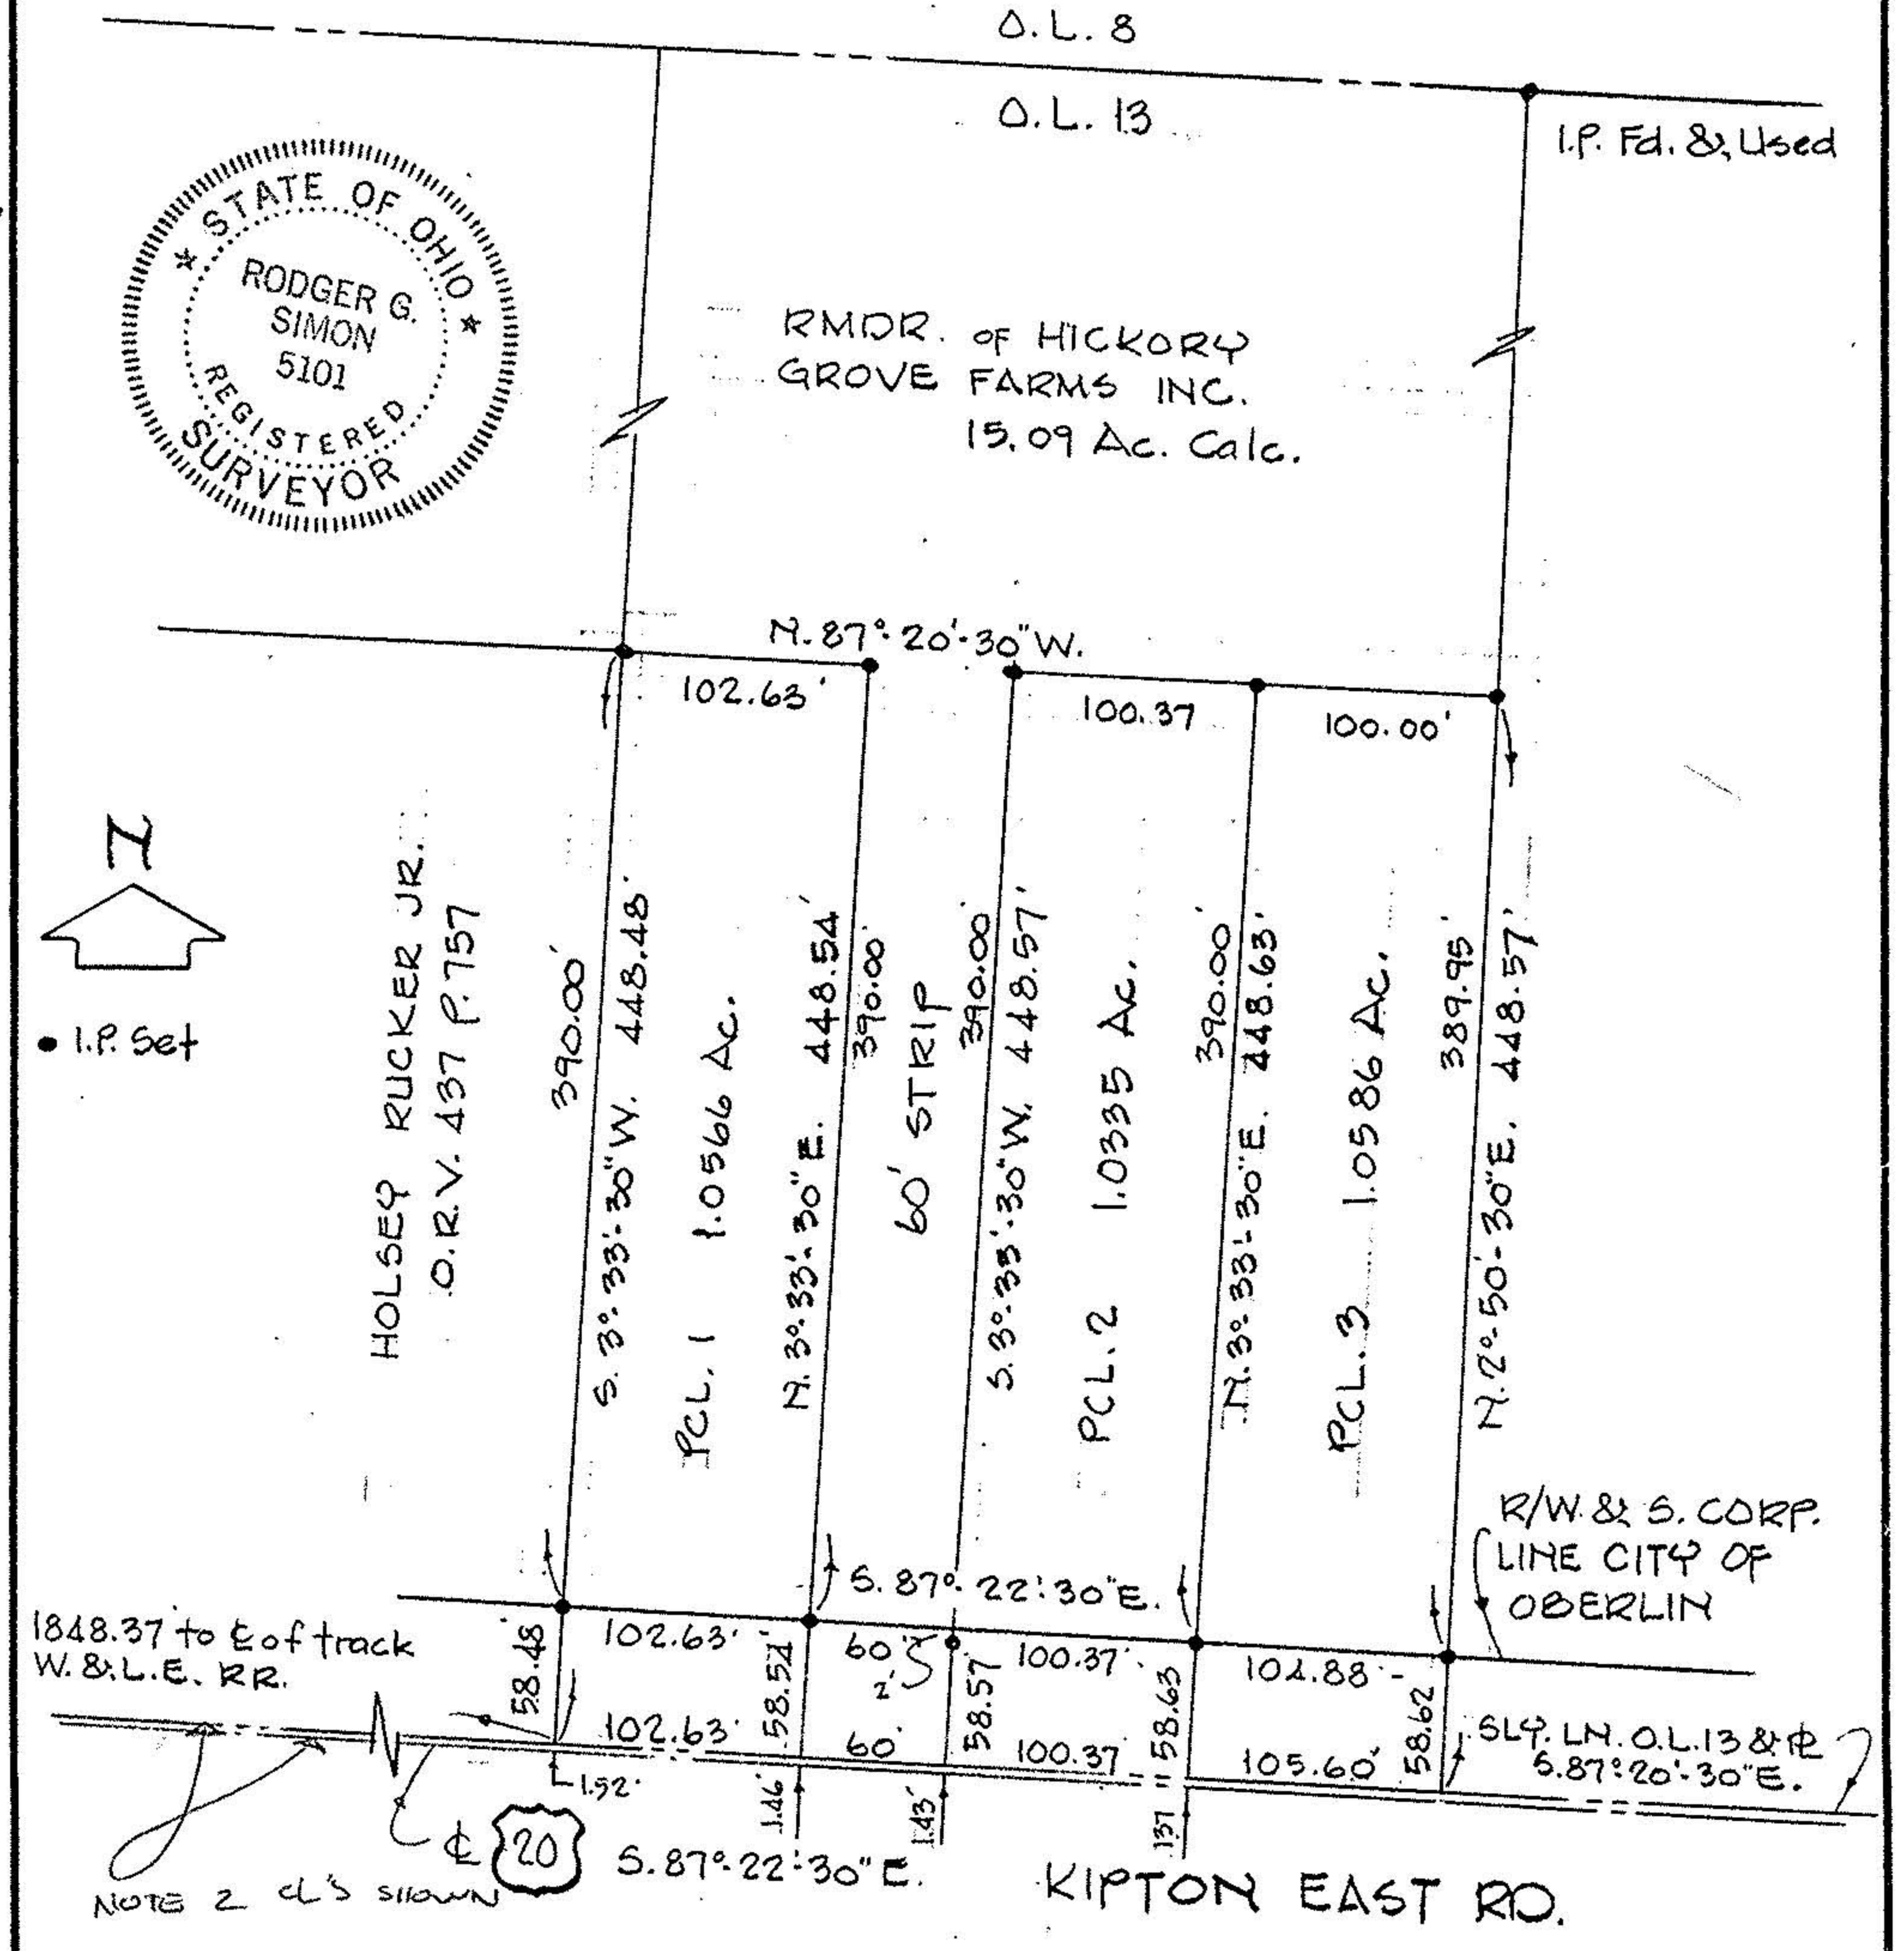 O.L. 8
O.L. 13
I.P. Fd. & Used
★ STATE OF OHIO ★
RODGER G.
SIMON
5101
REGISTERED
SURVEYOR
RMDR. OF HICKORY
GROVE FARMS INC.
15.09 Ac. Calc.
N.87°-20'-30"W.
102.63'
100.37
100.00'
N
• I.P. Set
HOLSEY RUCKER JR.
O.R.V. 437 P.757
390.00'
S.3°-33'-30"W. 448.48'
PCL. 1 1.0566 Ac.
N.3°-33'-30"E. 448.54'
390.00'
60' STRIP
390.00'
S.3°-33'-30"W. 448.57'
PCL. 2 1.0335 Ac.
390.00'
N.3°-33'-30"E. 448.63'
PCL. 3 1.0586 Ac.
389.95'
N.2°-50'-30"E. 448.57'
R/W. & S. CORP.
LINE CITY OF
OBERLIN
S.87°-22'-30"E.
1848.37' to ℄ of track
W. & L.E. RR.
58.48'
102.63'
58.54'
60'
2'
58.57
100.37'
58.63
104.88'
58.62
102.63'
60'
100.37
105.60'
SLY. LN. O.L.13 & ℄
S.87°-20'-30"E.
1.52'
1.46'
1.43'
1.37
℄ 20 S.87°-22'-30"E.
KIPTON EAST RD.
NOTE 2 CL'S SHOWN